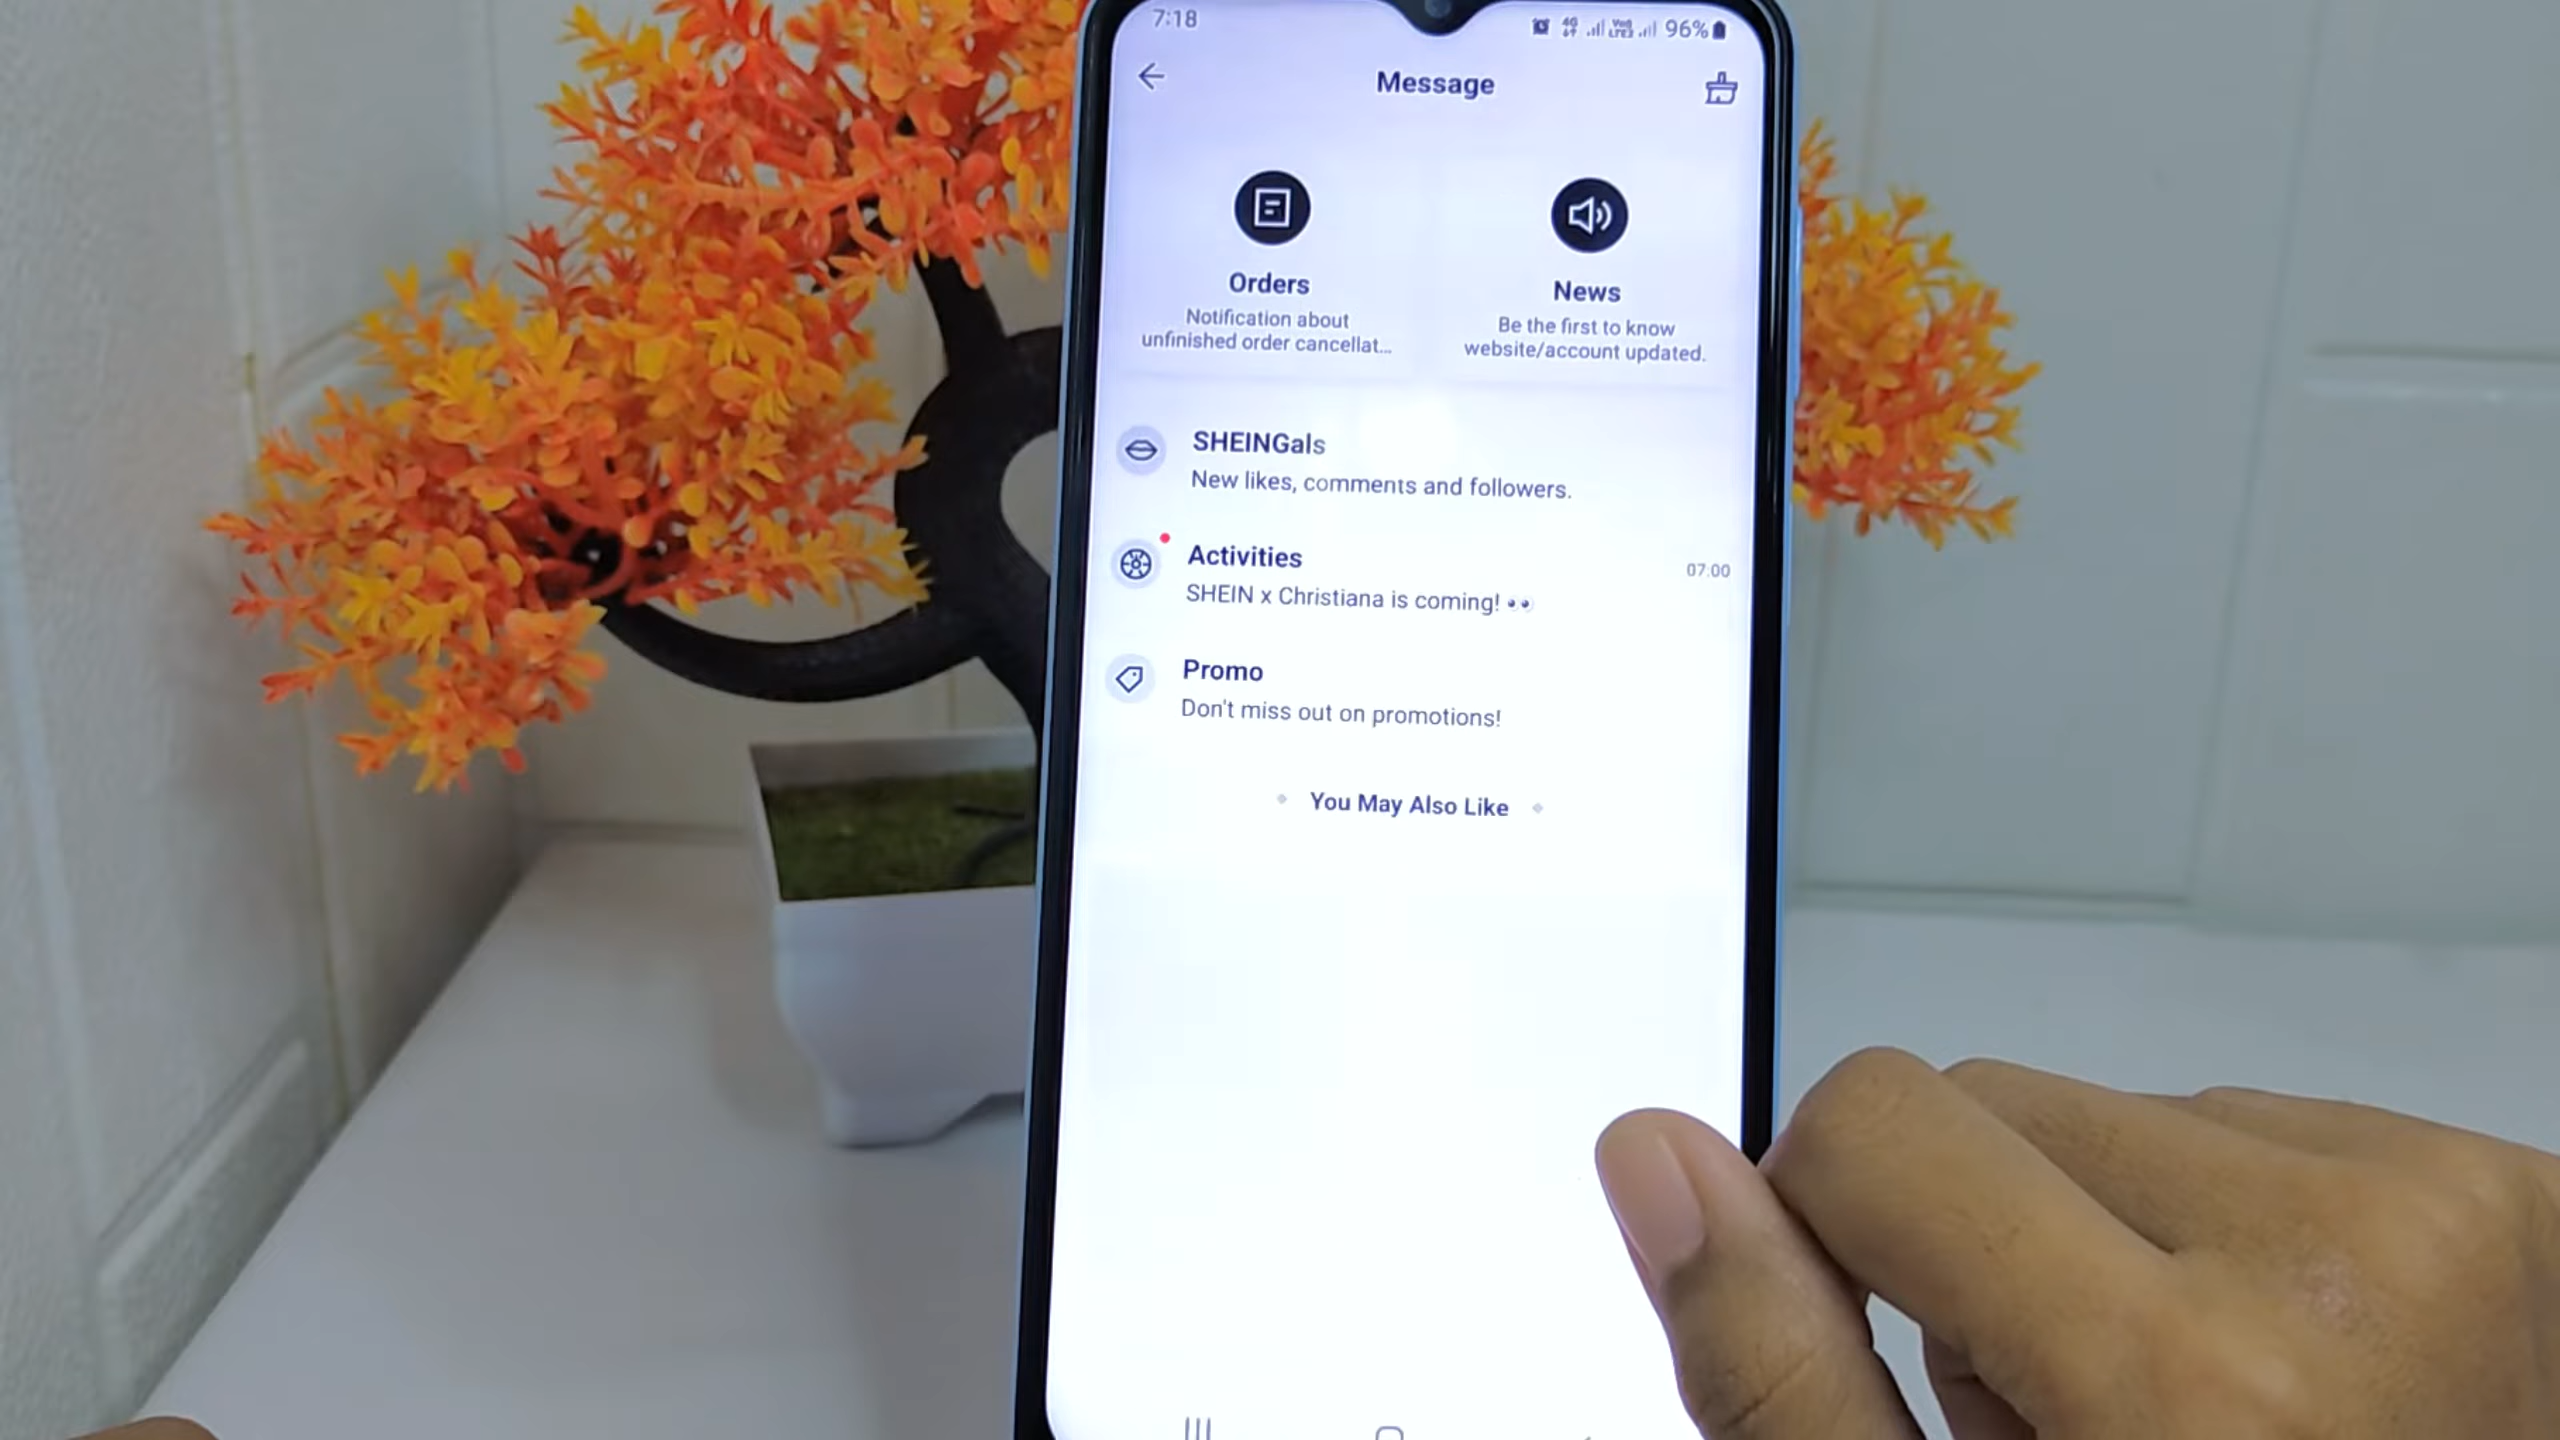 7:18
96%
Message
Orders
Notification about
unfinished order cancellat...
News
Be the first to know
website/account updated.
SHEINGals
New likes, comments and followers.
Activities
07:00
SHEIN x Christiana is coming! 👀
Promo
Don't miss out on promotions!
You May Also Like